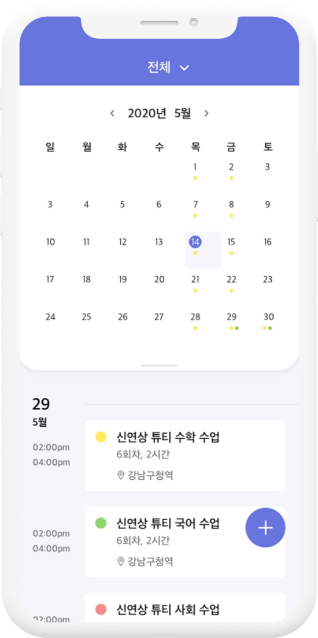 전체
2020년 5월
일 월 화 수 목 금 토
1 2 3
3 4 5 6 7 8 9
10 11 12 13 14 15 16
17 18 19 20 21 22 23
24 25 26 27 28 29 30
29
5월
02:00pm
04:00pm
신연상 튜티 수학 수업
6회차, 2시간
강남구청역
02:00pm
04:00pm
신연상 튜티 국어 수업
6회차, 2시간
강남구청역
02:00pm
신연상 튜티 사회 수업